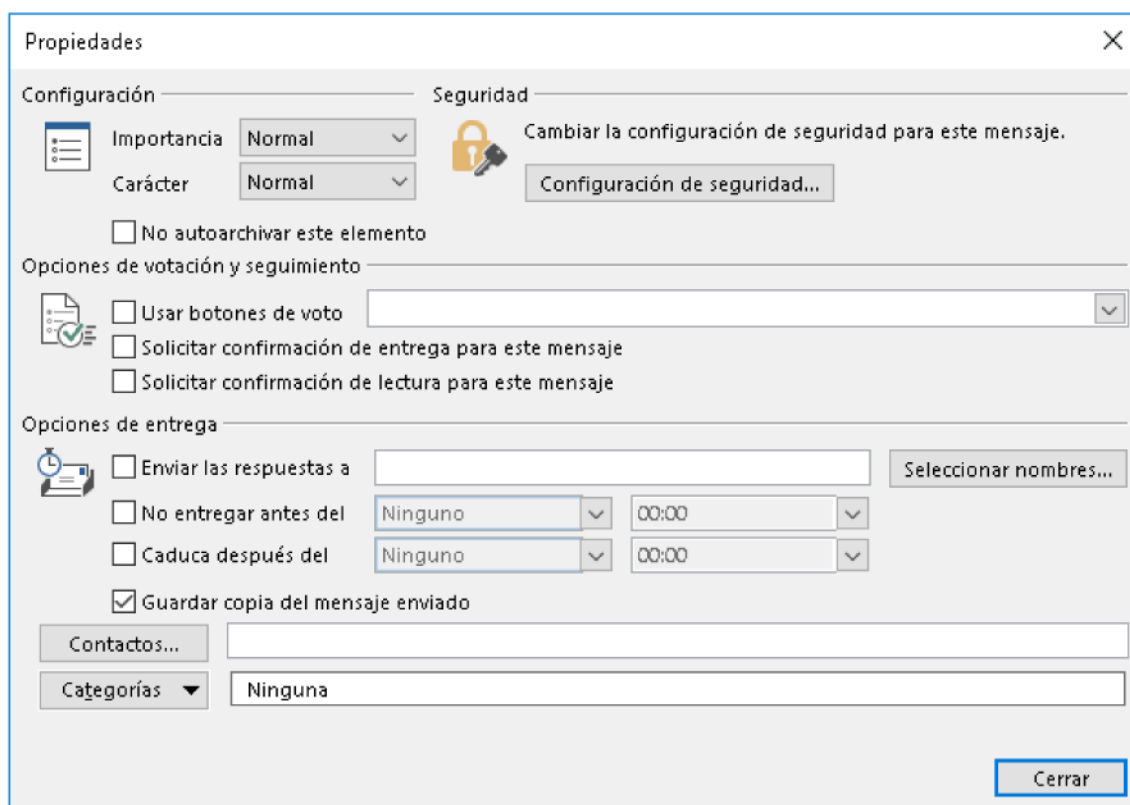 Propiedades
Configuración
Seguridad
Importancia Normal
Cambiar la configuración de seguridad para este mensaje.
Carácter Normal
Configuración de seguridad...
No autoarchivar este elemento
Opciones de votación y seguimiento
Usar botones de voto
Solicitar confirmación de entrega para este mensaje
Solicitar confirmación de lectura para este mensaje
Opciones de entrega
Enviar las respuestas a
Seleccionar nombres...
No entregar antes del Ninguno 00:00
Caduca después del Ninguno 00:00
Guardar copia del mensaje enviado
Contactos...
Categorías Ninguna
Cerrar